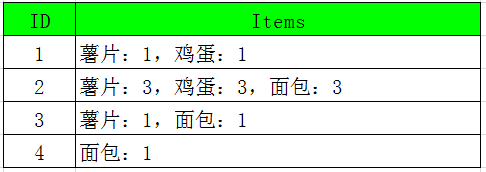 ID Items
1 薯片：1，鸡蛋：1
2 薯片：3，鸡蛋：3，面包：3
3 薯片：1，面包：1
4 面包：1